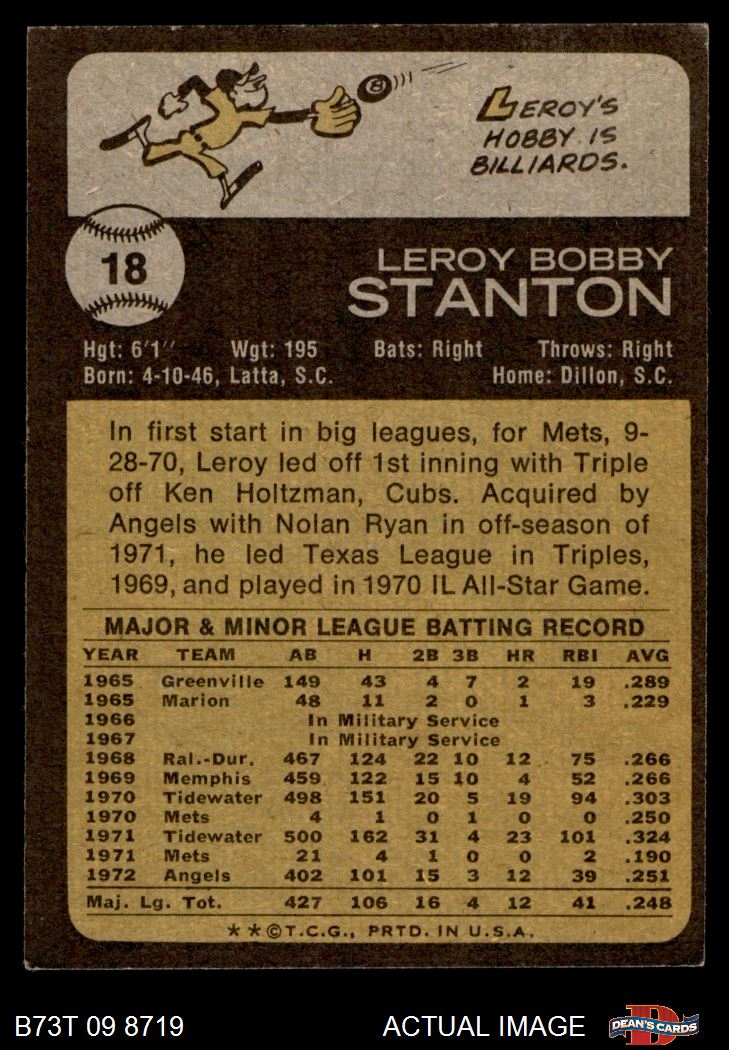 8
LEROY'S
HOBBY IS
BILLIARDS.
18
LEROY BOBBY
STANTON
Hgt: 6'1" Wgt: 195 Bats: Right Throws: Right
Born: 4-10-46, Latta, S.C. Home: Dillon, S.C.
In first start in big leagues, for Mets, 9-
28-70, Leroy led off 1st inning with Triple
off Ken Holtzman, Cubs. Acquired by
Angels with Nolan Ryan in off-season of
1971, he led Texas League in Triples,
1969, and played in 1970 IL All-Star Game.
MAJOR & MINOR LEAGUE BATTING RECORD
YEAR TEAM AB H 2B 3B HR RBI AVG
1965 Greenville 149 43 4 7 2 19 .289
1965 Marion 48 11 2 0 1 3 .229
1966 In Military Service
1967 In Military Service
1968 Ral.-Dur. 467 124 22 10 12 75 .266
1969 Memphis 459 122 15 10 4 52 .266
1970 Tidewater 498 151 20 5 19 94 .303
1970 Mets 4 1 0 1 0 0 .250
1971 Tidewater 500 162 31 4 23 101 .324
1971 Mets 21 4 1 0 0 2 .190
1972 Angels 402 101 15 3 12 39 .251
Maj. Lg. Tot. 427 106 16 4 12 41 .248
**©T.C.G., PRTD. IN U.S.A.
B73T 09 8719 ACTUAL IMAGE D DEAN'S CARDS